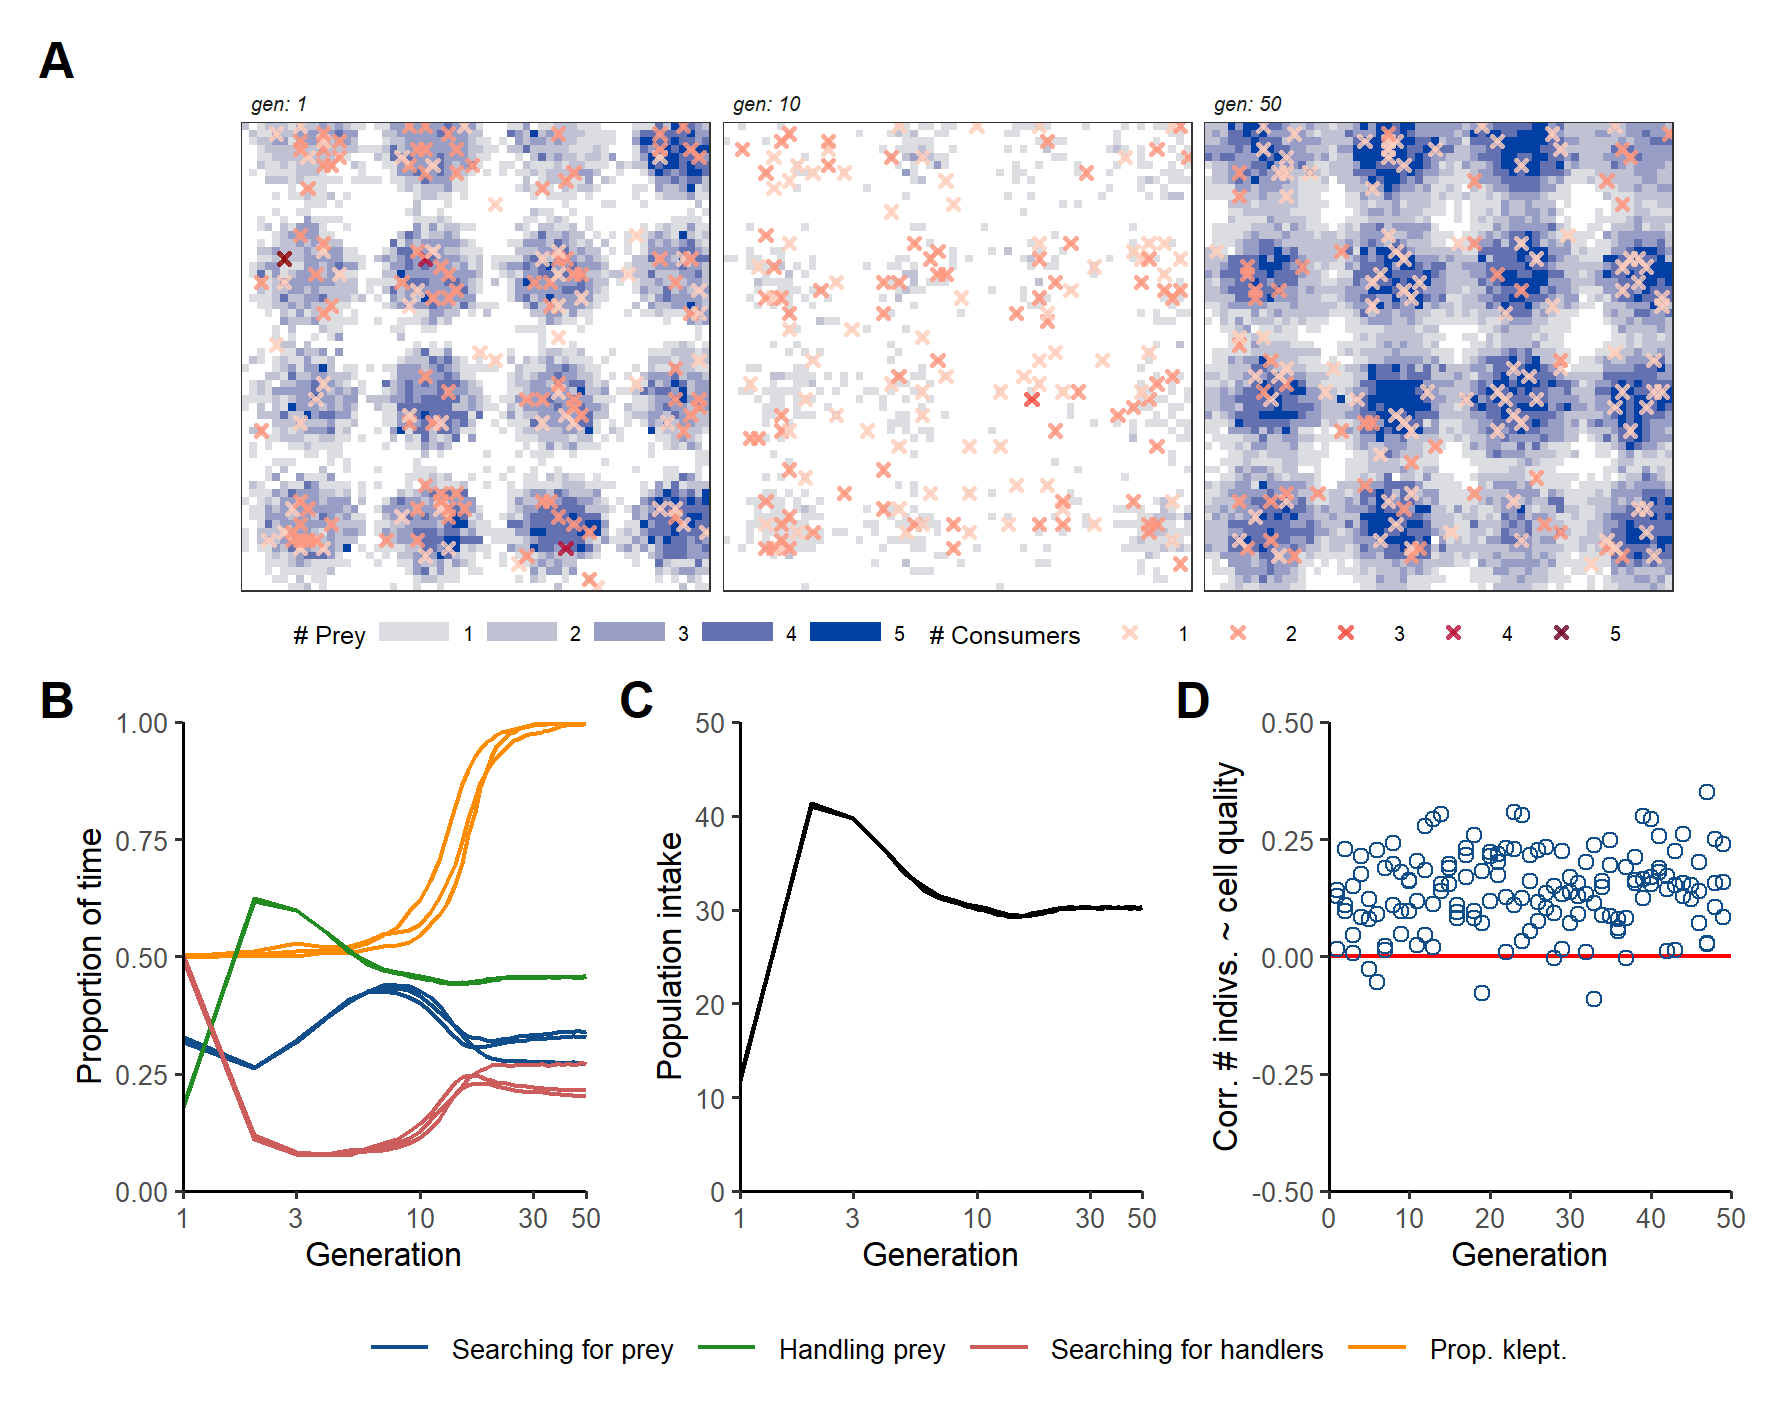 A
gen: 1
gen: 10
gen: 50
# Prey 1 2 3 4 5 # Consumers 1 2 3 4 5
B
1.00
0.75
0.50
0.25
0.00
Proportion of time
1 3 10 30 50
Generation
C
50
40
30
20
10
0
Population intake
1 3 10 30 50
Generation
D
0.50
0.25
0.00
-0.25
-0.50
Corr. # indivs. ~ cell quality
0 10 20 30 40 50
Generation
Searching for prey Handling prey Searching for handlers Prop. klept.